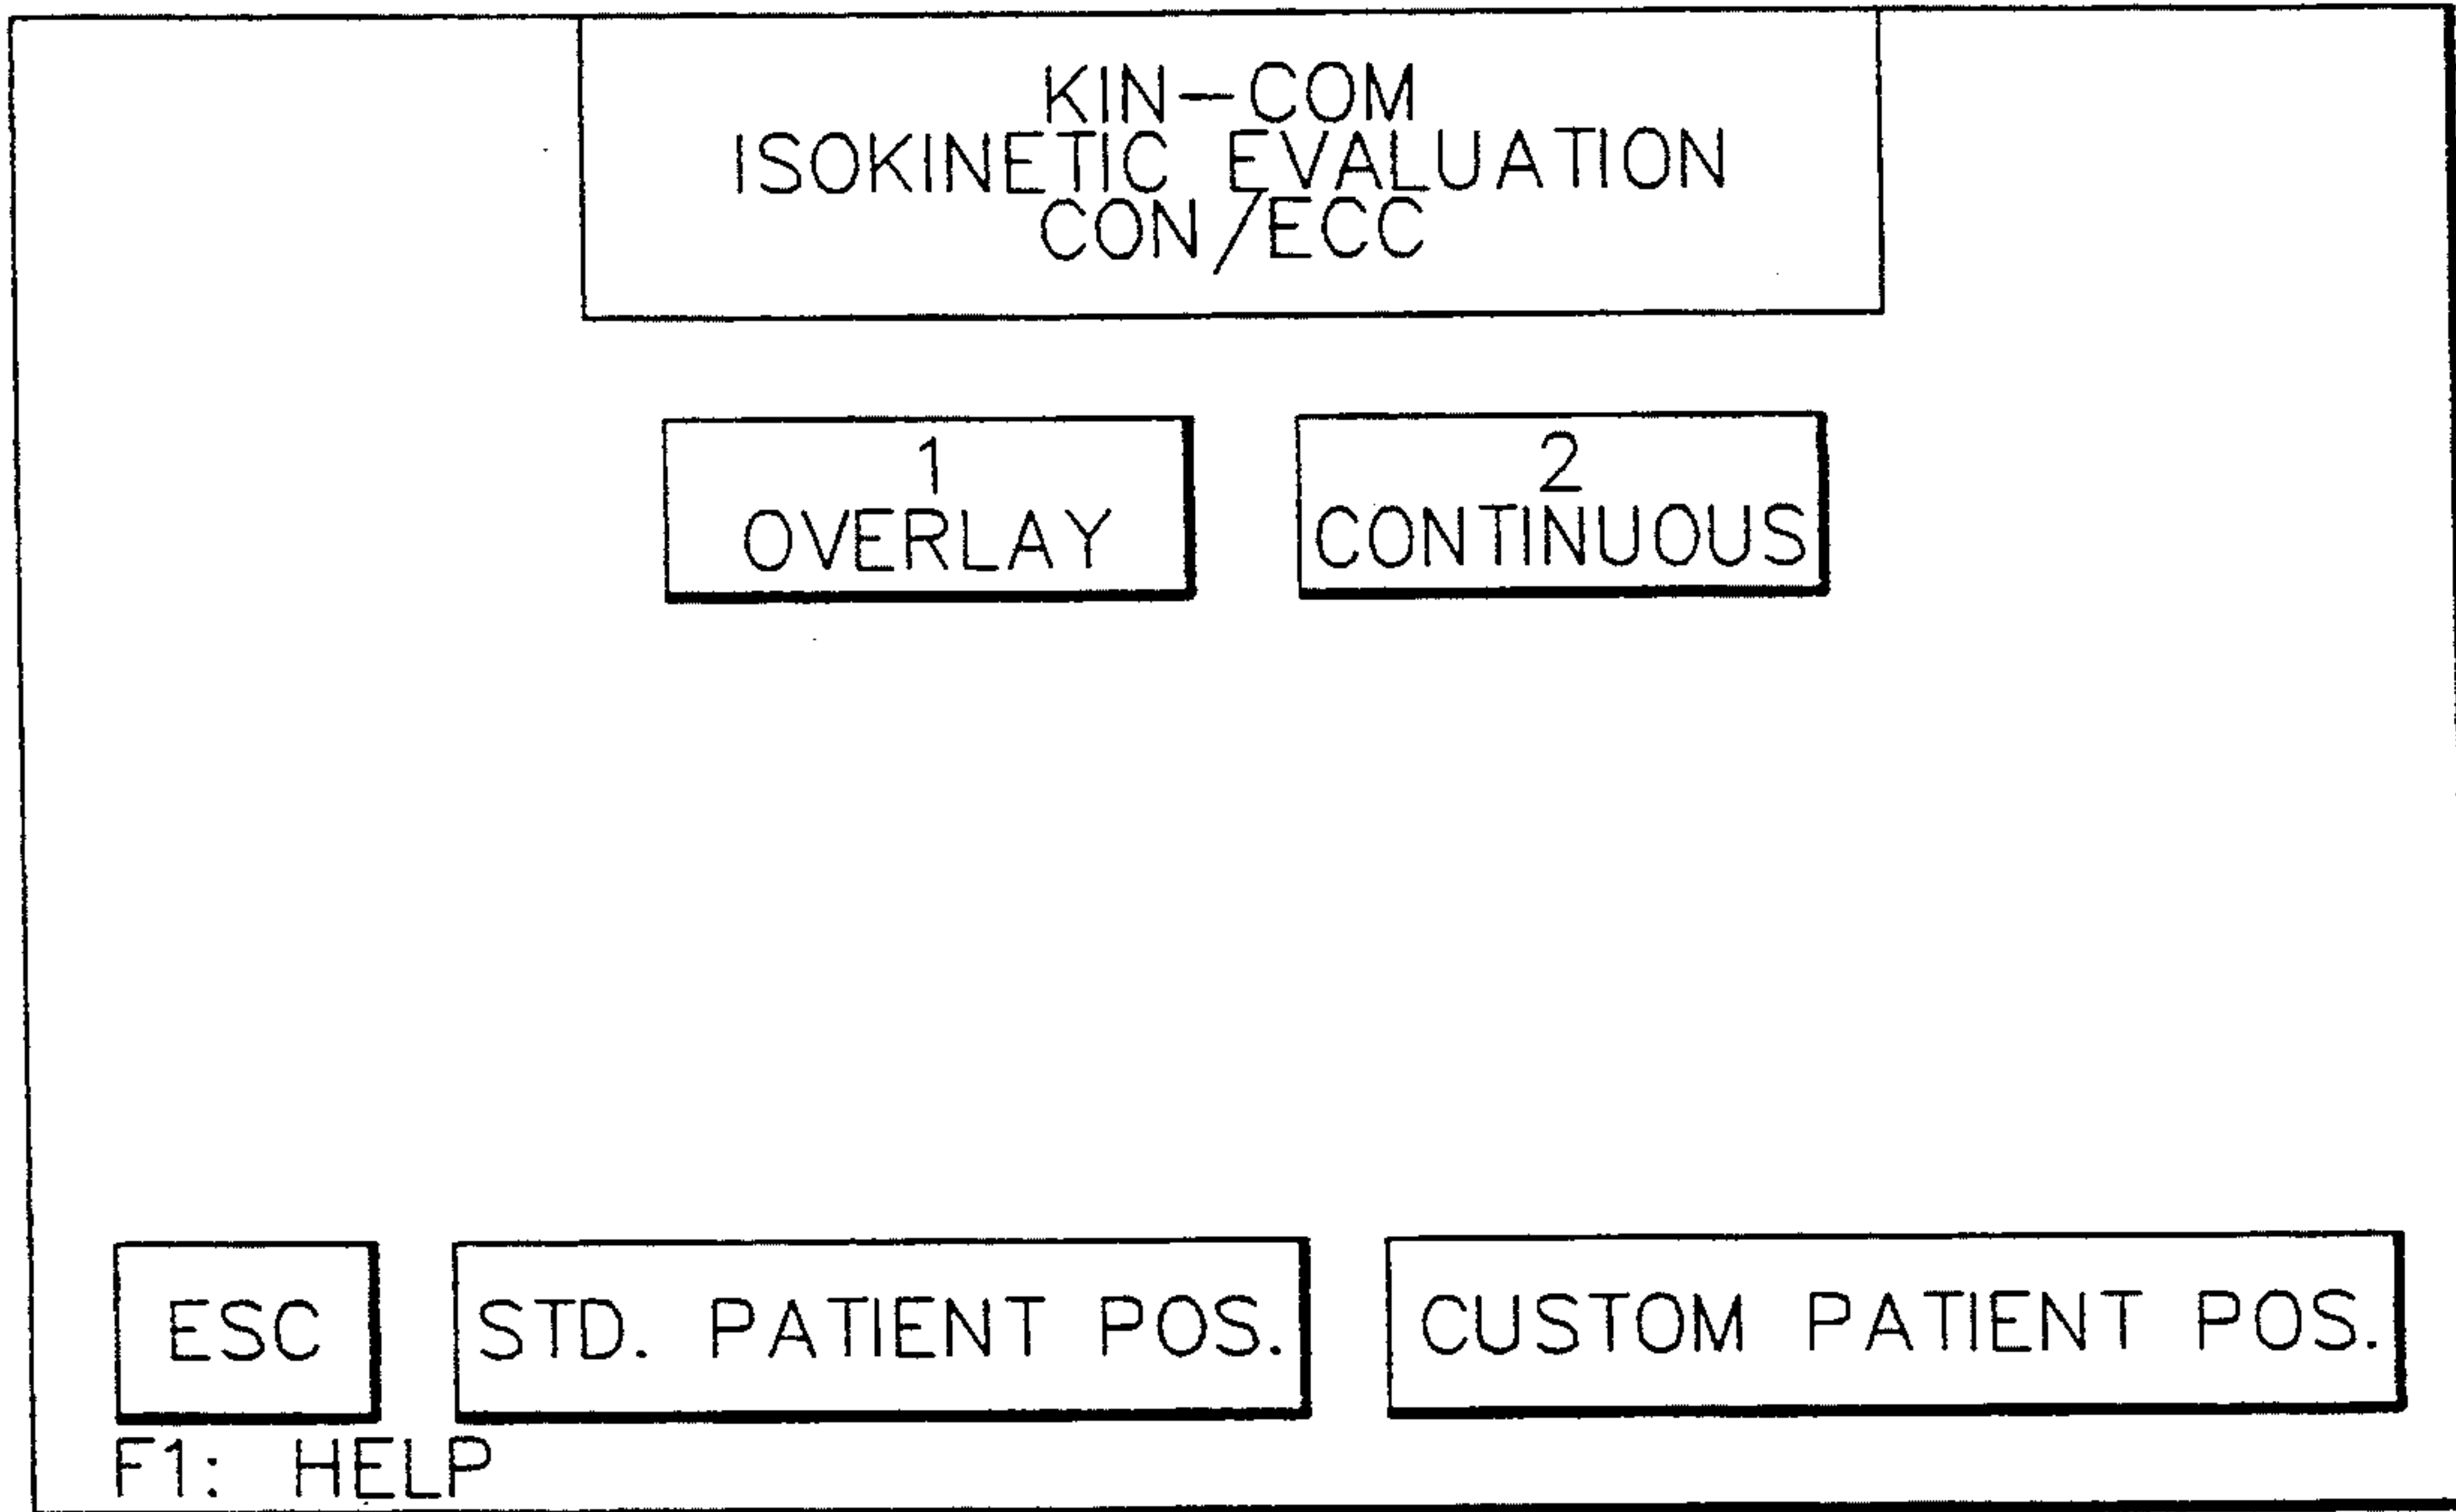 KIN-COM
ISOKINETIC EVALUATION
CON/ECC
1
OVERLAY
2
CONTINUOUS
ESC
STD. PATIENT POS.
CUSTOM PATIENT POS.
F1: HELP